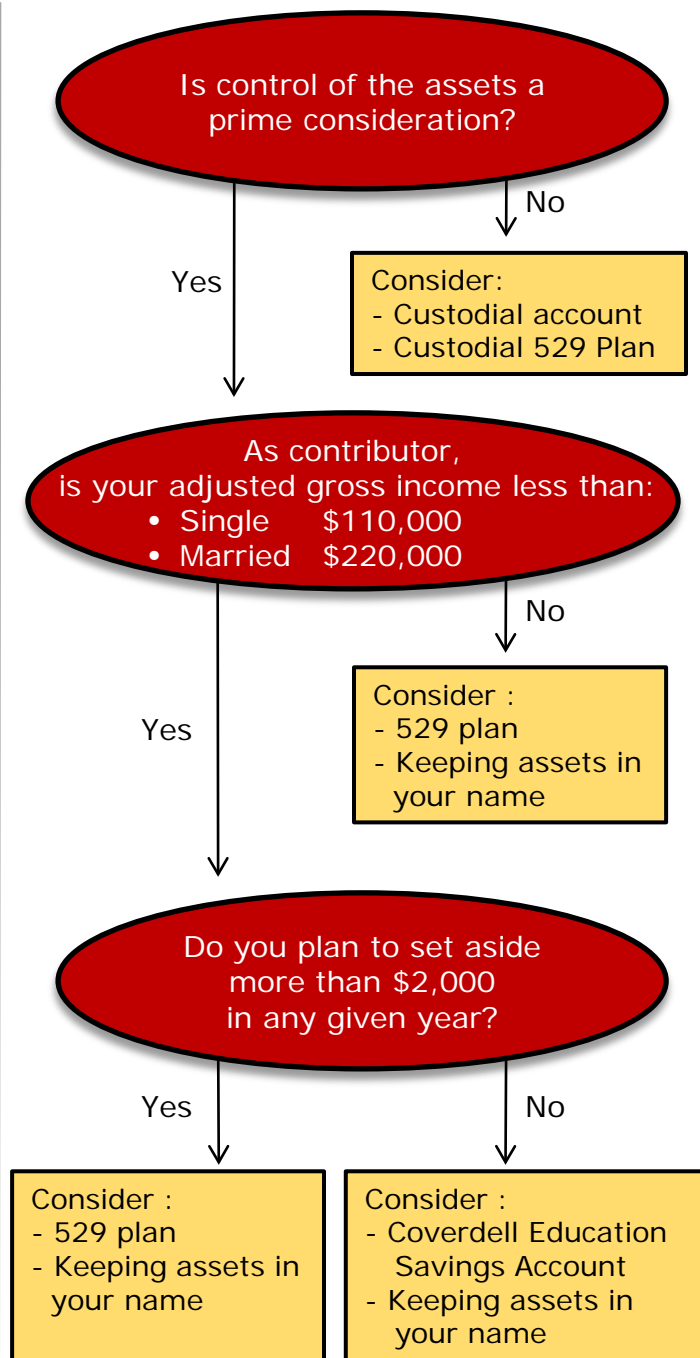 Is control of the assets a
prime consideration?
No
Yes
Consider:
- Custodial account
- Custodial 529 Plan
As contributor,
is your adjusted gross income less than:
• Single $110,000
• Married $220,000
No
Yes
Consider :
- 529 plan
- Keeping assets in
your name
Do you plan to set aside
more than $2,000
in any given year?
Yes
No
Consider :
- 529 plan
- Keeping assets in
your name
Consider :
- Coverdell Education
Savings Account
- Keeping assets in
your name